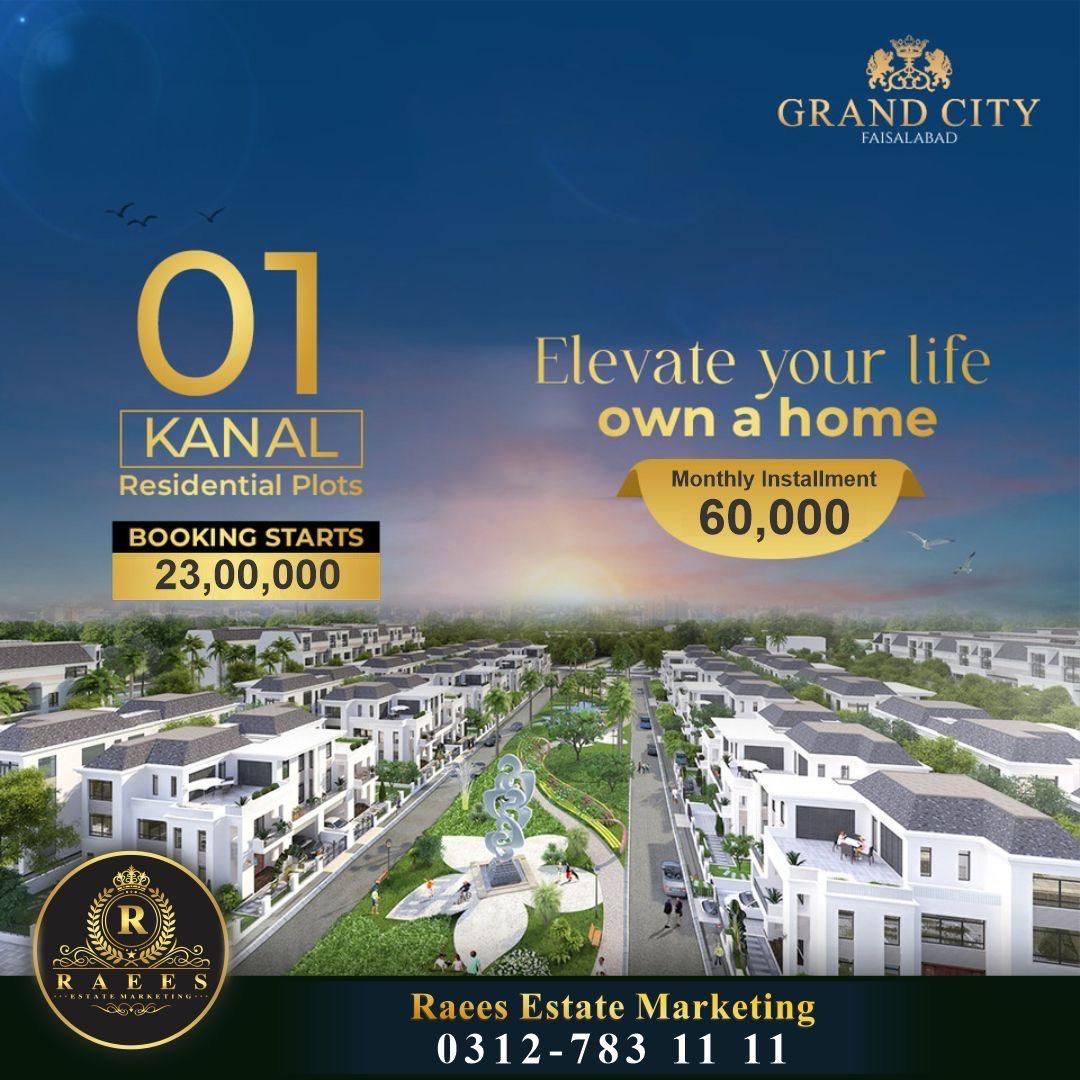 GRAND CITY
FAISALABAD
01
KANAL
Residential Plots
BOOKING STARTS
23,00,000
Elevate your life
own a home
Monthly Installment
60,000
R
RAEES
ESTATE MARKETING
Raees Estate Marketing
0312-783 11 11